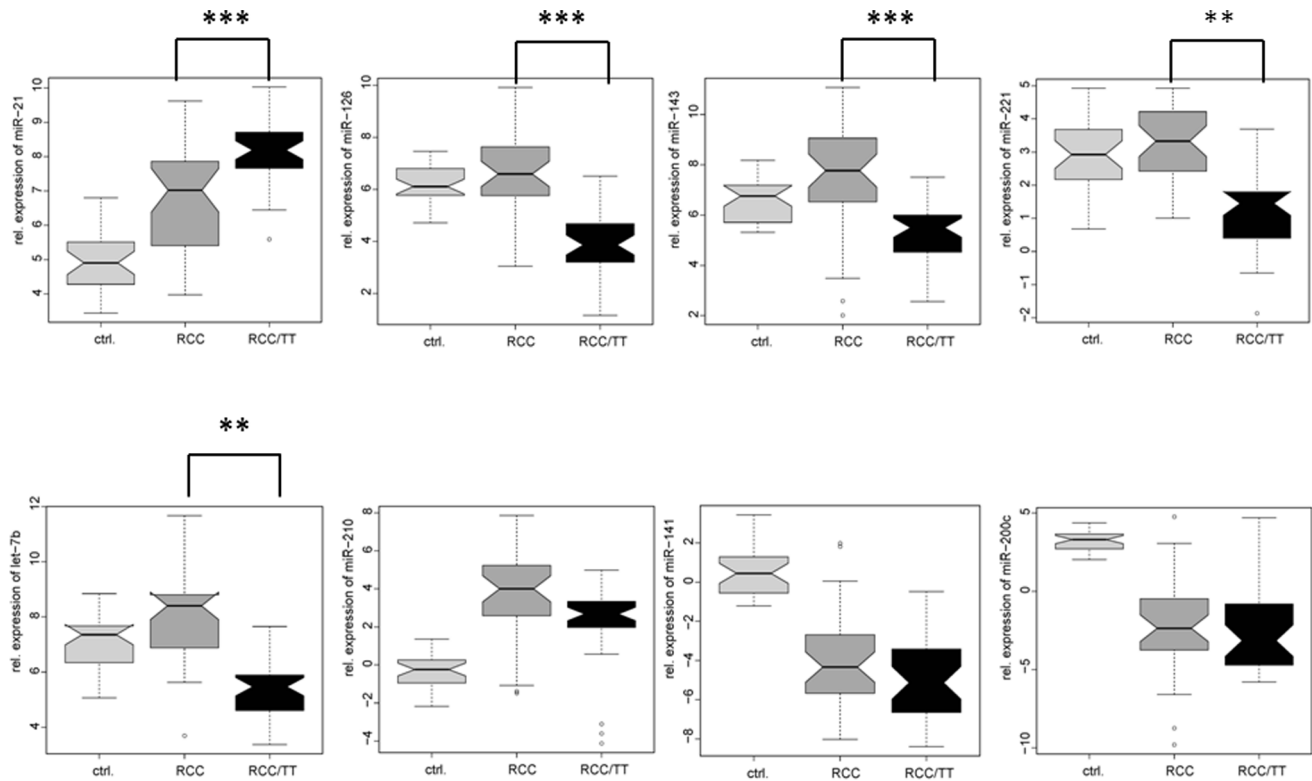 *** *** *** **
rel. expression of miR-21
10
9
8
7
6
5
4
ctrl. RCC RCC/TT
rel. expression of miR-126
10
8
6
4
2
ctrl. RCC RCC/TT
rel. expression of miR-143
10
8
6
4
2
ctrl. RCC RCC/TT
rel. expression of miR-221
5
4
3
2
1
0
-1
-2
ctrl. RCC RCC/TT
**
rel. expression of let-7b
12
10
8
6
4
ctrl. RCC RCC/TT
rel. expression of miR-210
8
6
4
2
0
-2
-4
ctrl. RCC RCC/TT
rel. expression of miR-141
2
0
-2
-4
-6
-8
ctrl. RCC RCC/TT
rel. expression of miR-200c
5
0
-5
-10
ctrl. RCC RCC/TT